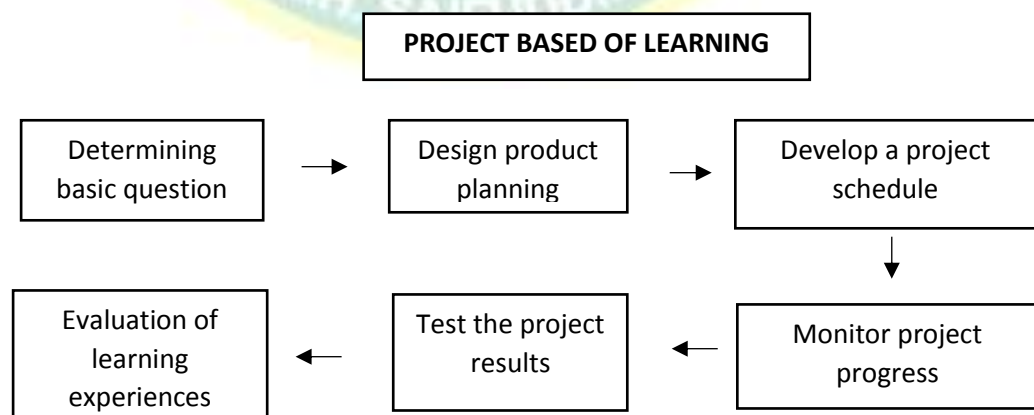 PROJECT BASED OF LEARNING
Determining
basic question
Design product
planning
Develop a project
schedule
Monitor project
progress
Test the project
results
Evaluation of
learning
experiences